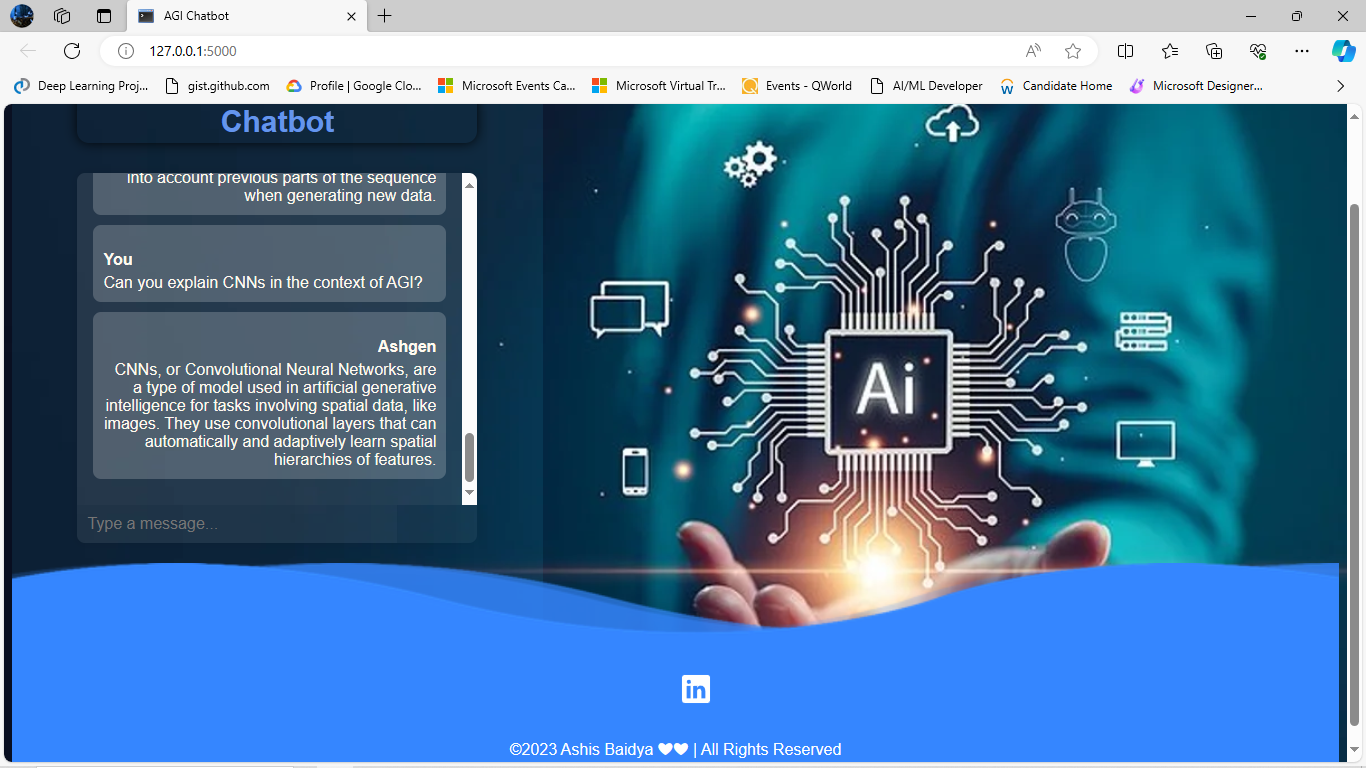 AGI Chatbot
127.0.0.1:5000
Deep Learning Proj...
gist.github.com
Profile | Google Clo...
Microsoft Events Ca...
Microsoft Virtual Tr...
Events - QWorld
AI/ML Developer
Candidate Home
Microsoft Designer...
Chatbot
into account previous parts of the sequence
when generating new data.
You
Can you explain CNNs in the context of AGI?
Ashgen
CNNs, or Convolutional Neural Networks, are
a type of model used in artificial generative
intelligence for tasks involving spatial data, like
images. They use convolutional layers that can
automatically and adaptively learn spatial
hierarchies of features.
Type a message...
Ai
in
©2023 Ashis Baidya 🤍🤍 | All Rights Reserved